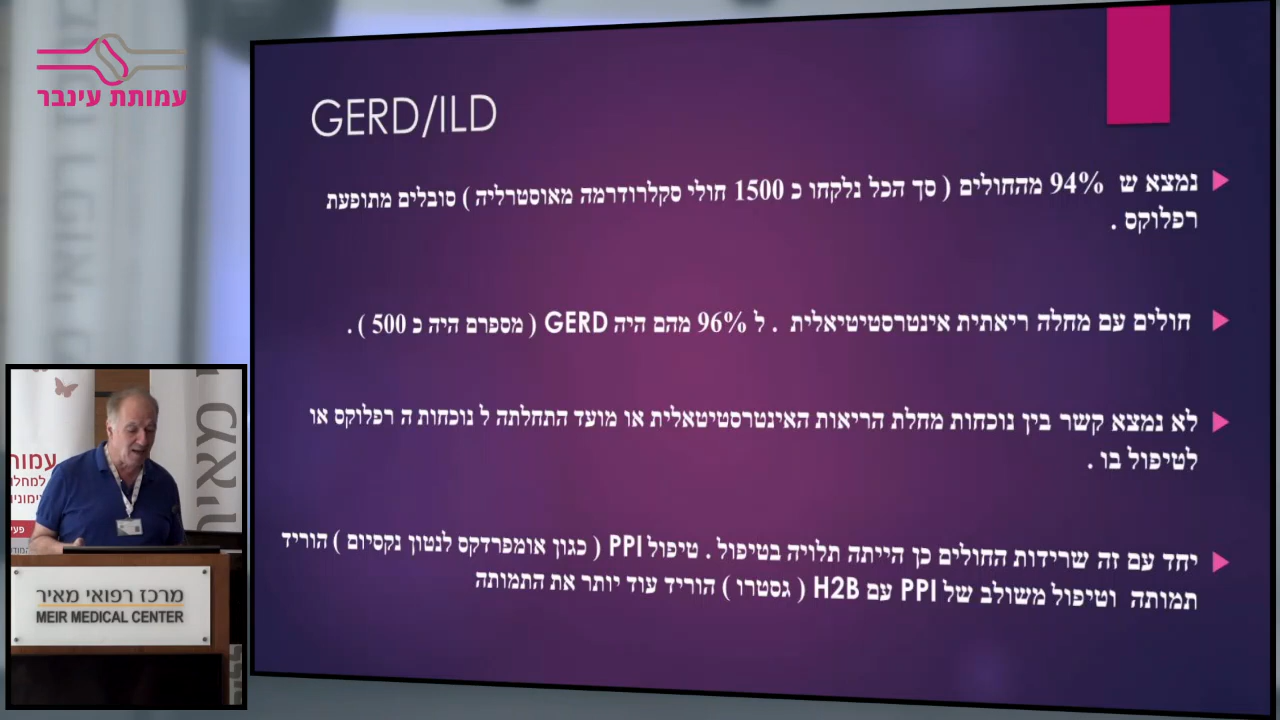 עמותת עינבר
GERD/ILD
נמצא ש 94% מהחולים ( סך הכל נלקחו כ 1500 חולי סקלרודרמה מאוסטרליה ) סובלים מתופעת
רפלוקס .
חולים עם מחלה ריאתית אינטרסטיטיאלית . ל 96% מהם היה GERD ( מספרם היה כ 500 ) .
לא נמצא קשר בין נוכחות מחלת הריאות האינטרסטיטאלית או מועד התחלתה ל נוכחות ה רפלוקס או
לטיפול בו .
יחד עם זה שרידות החולים כן הייתה תלויה בטיפול . טיפול PPI ( כגון אומפרדקס לנטון נקסיום ) הוריד
תמותה וטיפול משולב של PPI עם H2B ( גסטרו ) הוריד עוד יותר את התמותה
מאיר
מרכז רפואי מאיר
MEIR MEDICAL CENTER